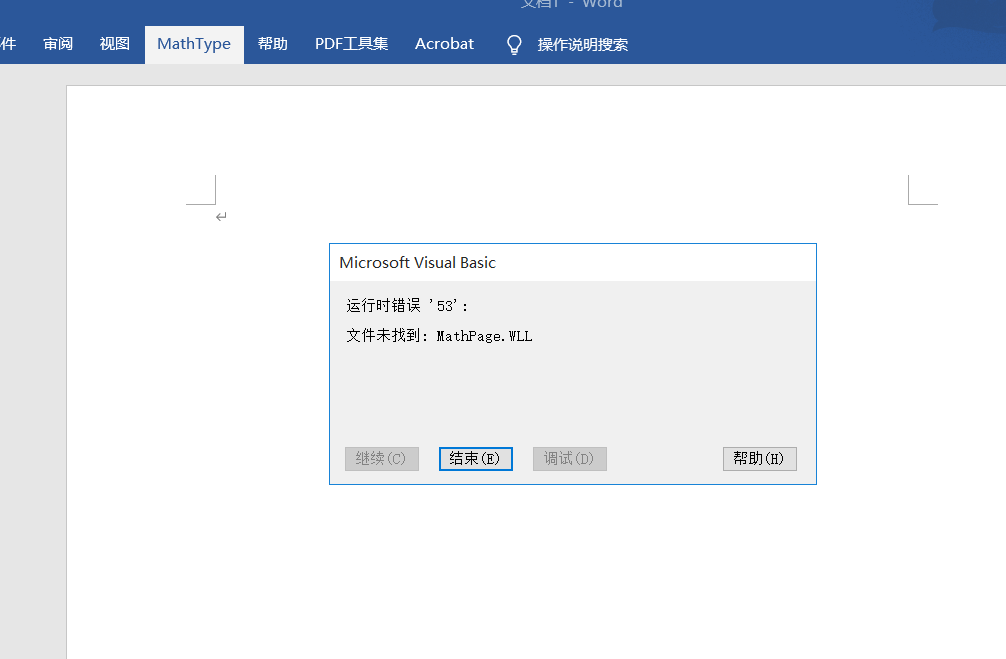 文档1 - Word
件 审阅 视图 MathType 帮助 PDF工具集 Acrobat 操作说明搜索
Microsoft Visual Basic
运行时错误 '53':
文件未找到: MathPage.WLL
继续(C) 结束(E) 调试(D) 帮助(H)